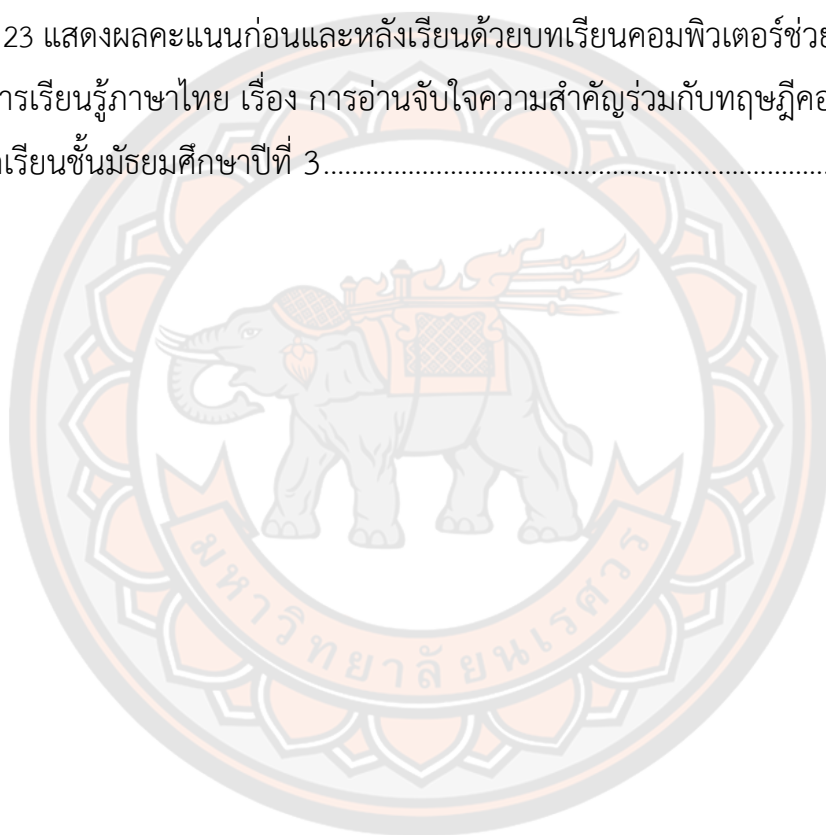 23 แสดงผลคะแนนก่อนและหลังเรียนด้วยบทเรียนคอมพิวเตอร์ช่วย
การเรียนรู้ภาษาไทย เรื่อง การอ่านจับใจความสำคัญร่วมกับทฤษฎีคอ
เรียนชั้นมัธยมศึกษาปีที่ 3........................................................................
มหาวิทยาลัยนเรศวร